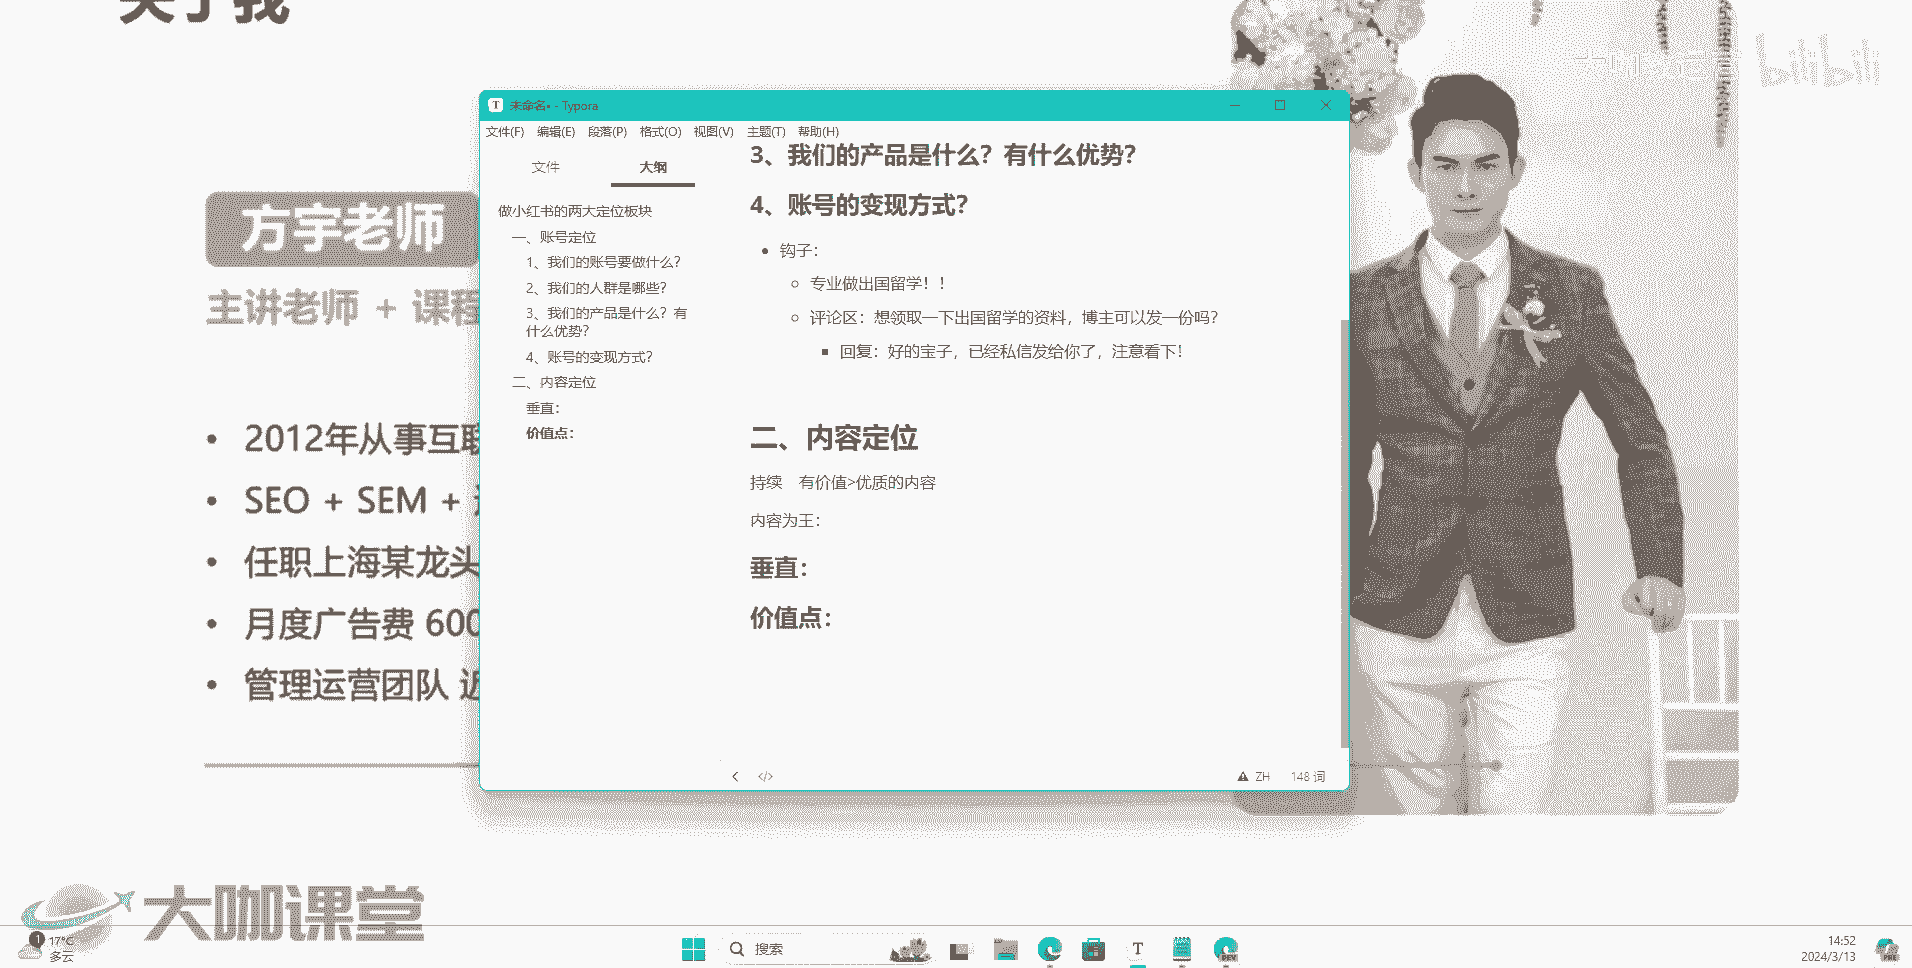 关于我
bilibili
方宇老师
主讲老师 + 课程
2012年从事互联
SEO + SEM +
任职上海某龙头
月度广告费 600
管理运营团队 近
未命名• - Typora
文件(F) 编辑(E) 段落(P) 格式(O) 视图(V) 主题(T) 帮助(H)
文件 大纲
做小红书的两大定位板块
一、账号定位
1、我们的账号要做什么？
2、我们的人群是哪些？
3、我们的产品是什么？有
什么优势？
4、账号的变现方式？
二、内容定位
垂直：
价值点：
3、我们的产品是什么？有什么优势？
4、账号的变现方式？
钩子：
专业做出国留学！！
评论区：想领取一下出国留学的资料，博主可以发一份吗？
回复：好的宝子，已经私信发给你了，注意看下！
二、内容定位
持续 有价值>优质的内容
内容为王：
垂直：
价值点：
ZH 148 词
大咖课堂
1
17°C
多云
搜索
T
DEV
14:52
2024/3/13
PRE